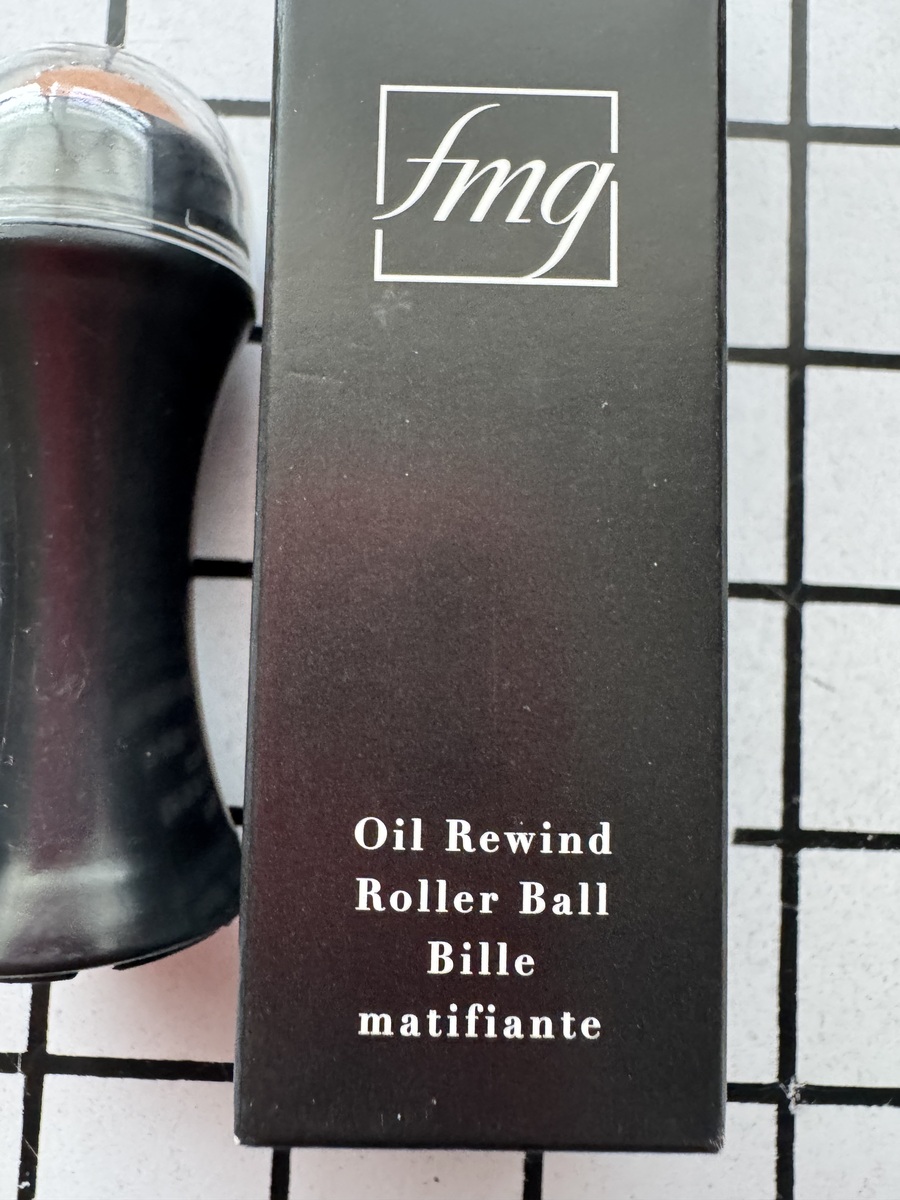 fmg
Oil Rewind
Roller Ball
Bille
matifiante